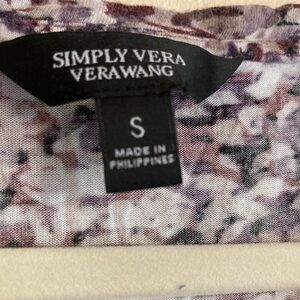 SIMPLY VERA
VERAWANG
S
MADE IN
PHILIPPINES